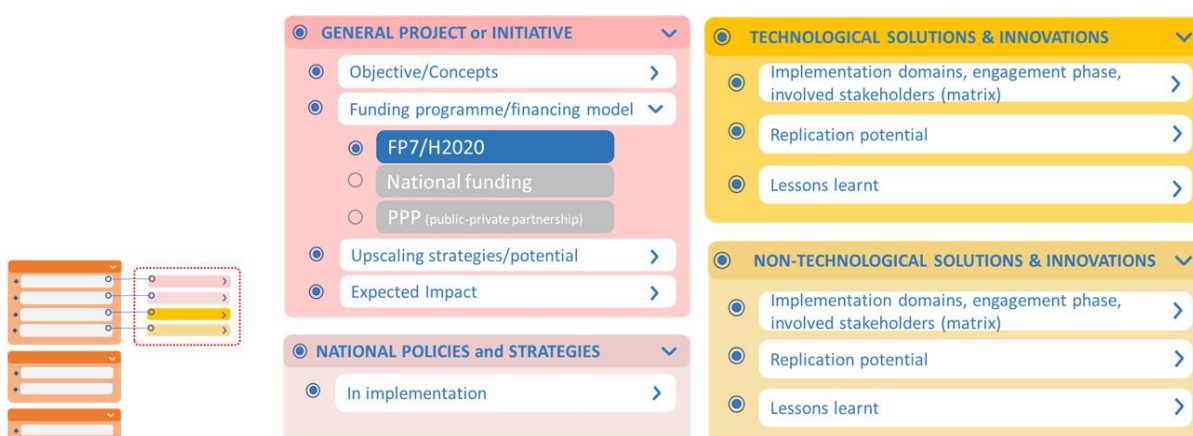 GENERAL PROJECT or INITIATIVE
Objective/Concepts
Funding programme/financing model
FP7/H2020
National funding
PPP (public-private partnership)
Upscaling strategies/potential
Expected Impact
NATIONAL POLICIES and STRATEGIES
In implementation
TECHNOLOGICAL SOLUTIONS & INNOVATIONS
Implementation domains, engagement phase,
involved stakeholders (matrix)
Replication potential
Lessons learnt
NON-TECHNOLOGICAL SOLUTIONS & INNOVATIONS
Implementation domains, engagement phase,
involved stakeholders (matrix)
Replication potential
Lessons learnt